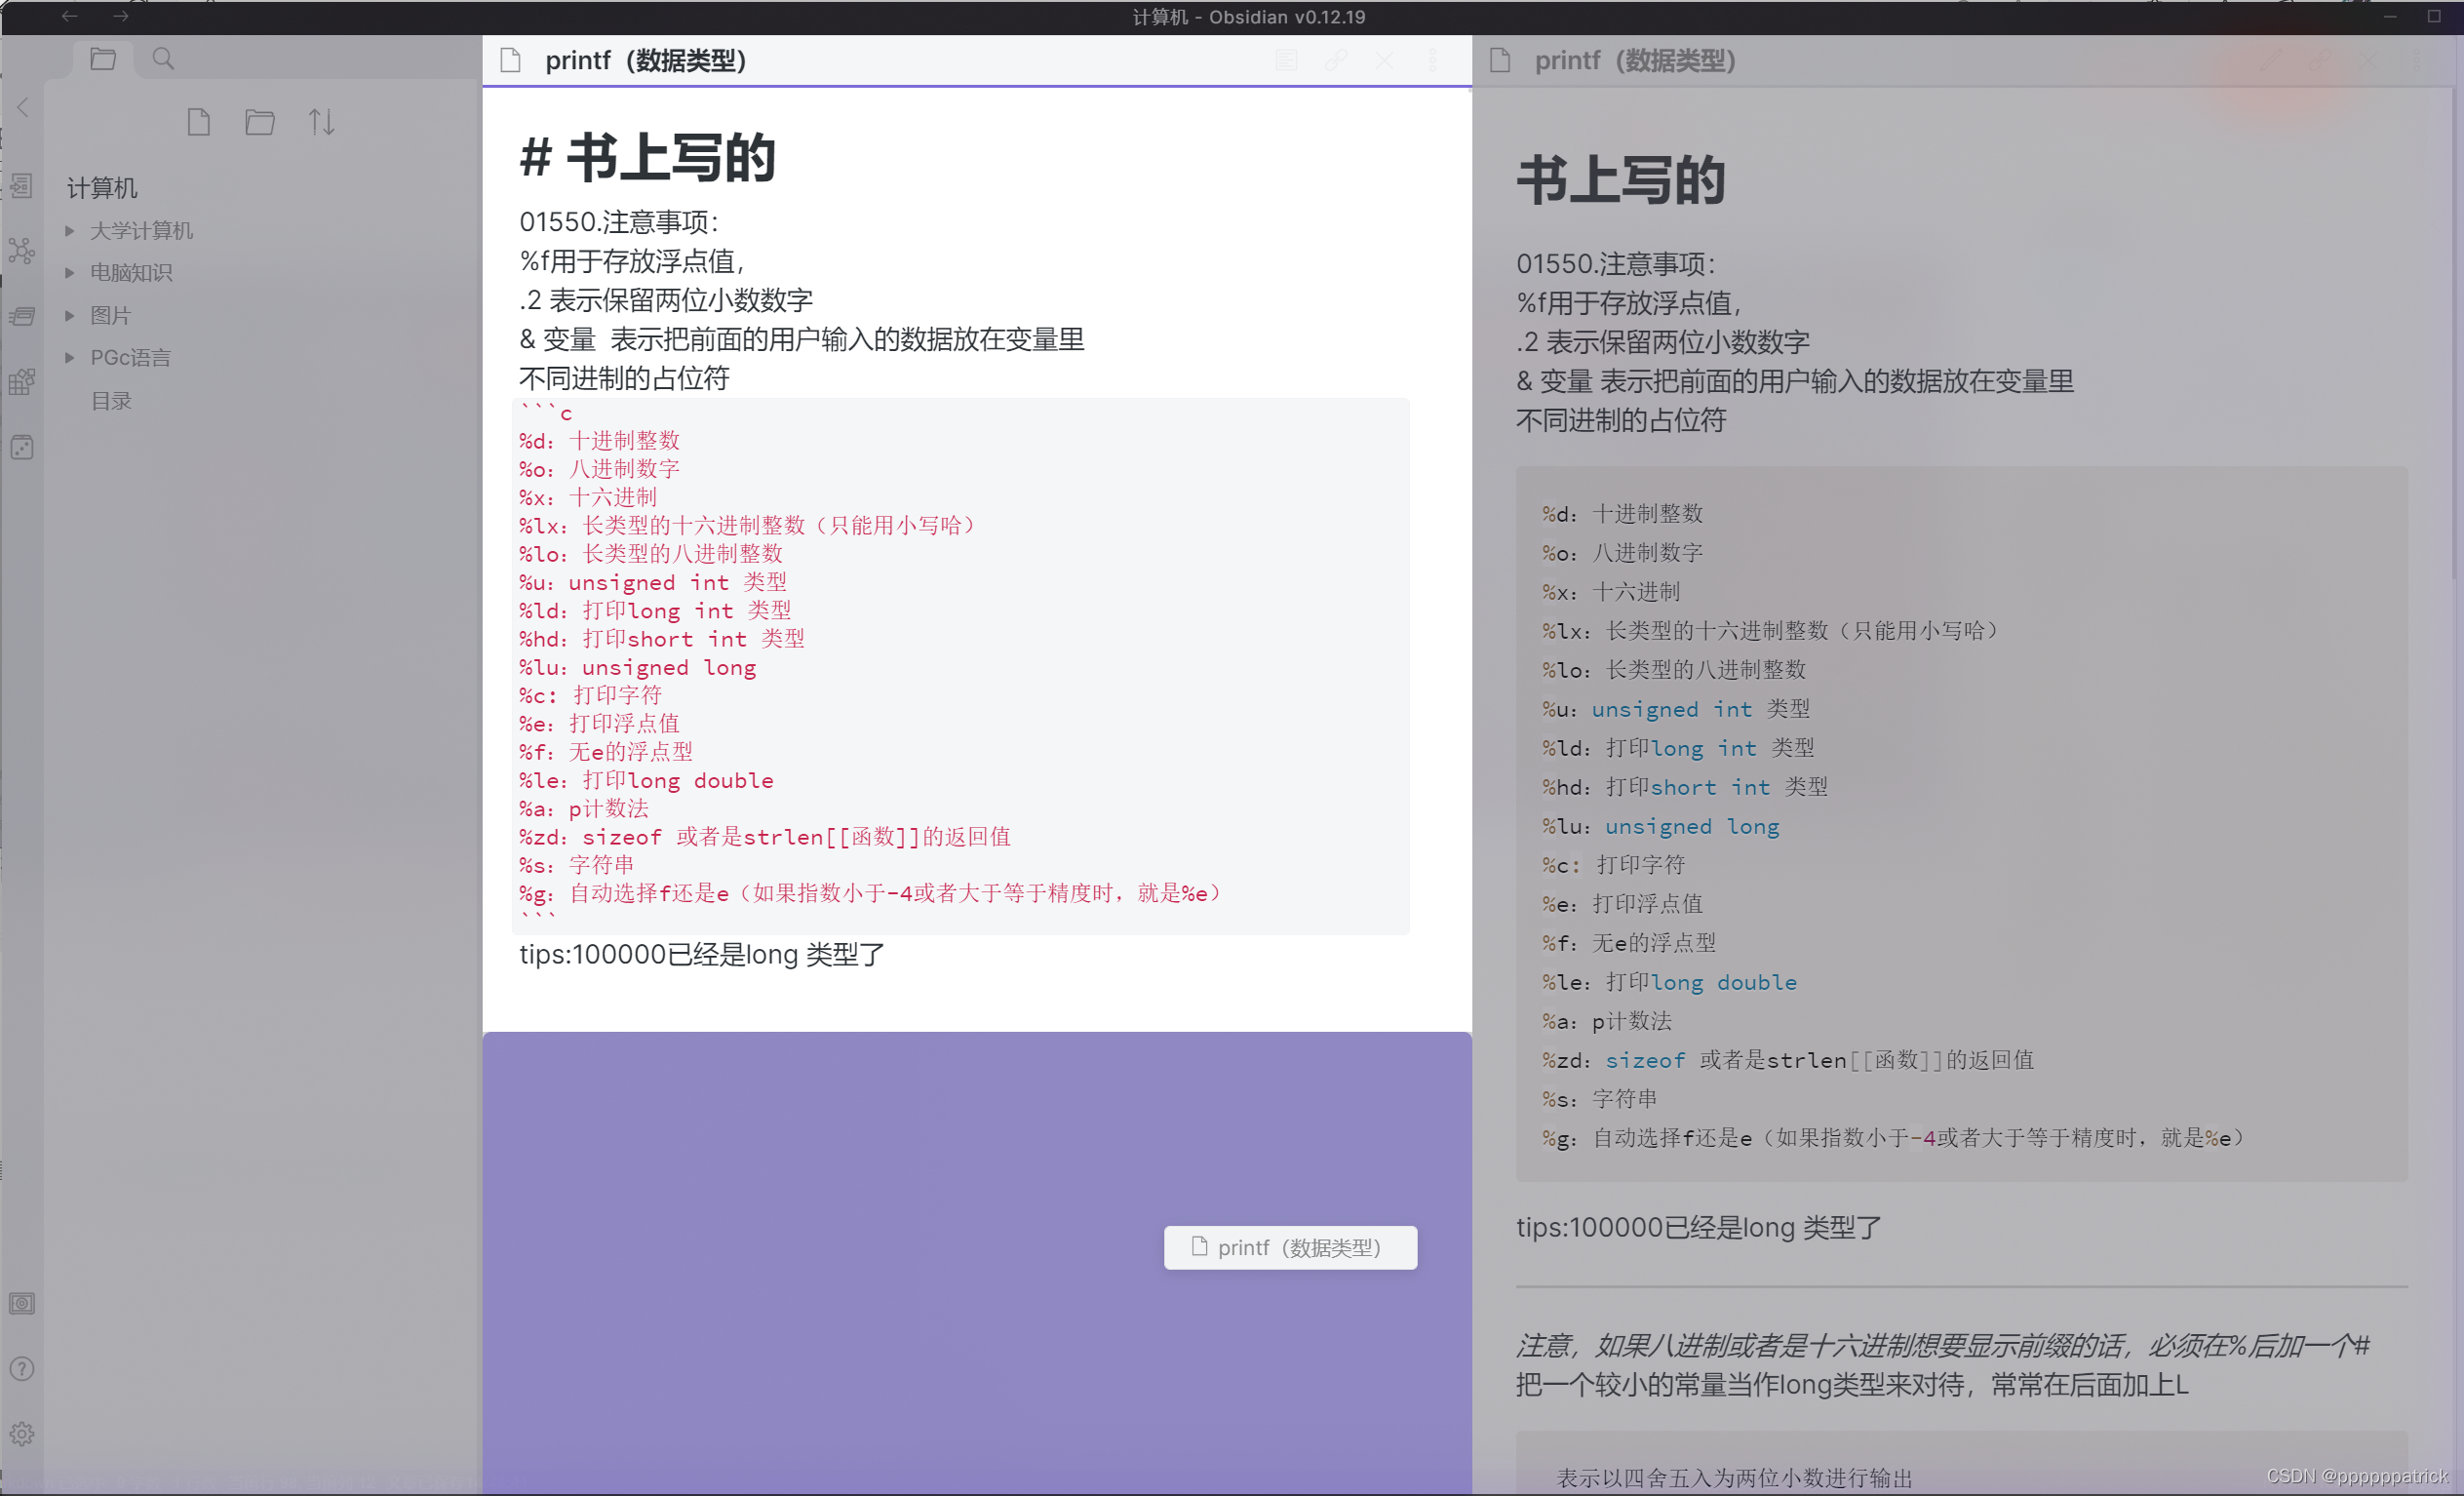 计算机 - Obsidian v0.12.19
计算机
大学计算机
电脑知识
图片
PGc语言
目录
printf（数据类型）
# 书上写的
01550.注意事项：
%f用于存放浮点值，
.2 表示保留两位小数数字
& 变量  表示把前面的用户输入的数据放在变量里
不同进制的占位符
```c
%d：十进制整数
%o：八进制数字
%x：十六进制
%lx：长类型的十六进制整数（只能用小写哈）
%lo：长类型的八进制整数
%u：unsigned int 类型
%ld：打印long int 类型
%hd：打印short int 类型
%lu：unsigned long
%c: 打印字符
%e：打印浮点值
%f：无e的浮点型
%le：打印long double
%a：p计数法
%zd：sizeof 或者是strlen[[函数]]的返回值
%s：字符串
%g：自动选择f还是e（如果指数小于-4或者大于等于精度时，就是%e）
```
tips:100000已经是long 类型了
printf（数据类型）
printf（数据类型）
书上写的
01550.注意事项：
%f用于存放浮点值，
.2 表示保留两位小数数字
& 变量 表示把前面的用户输入的数据放在变量里
不同进制的占位符
%d：十进制整数
%o：八进制数字
%x：十六进制
%lx：长类型的十六进制整数（只能用小写哈）
%lo：长类型的八进制整数
%u：unsigned int 类型
%ld：打印long int 类型
%hd：打印short int 类型
%lu：unsigned long
%c: 打印字符
%e：打印浮点值
%f：无e的浮点型
%le：打印long double
%a：p计数法
%zd：sizeof 或者是strlen[[函数]]的返回值
%s：字符串
%g：自动选择f还是e（如果指数小于-4或者大于等于精度时，就是%e）
tips:100000已经是long 类型了
注意，如果八进制或者是十六进制想要显示前缀的话，必须在%后加一个#
把一个较小的常量当作long类型来对待，常常在后面加上L
表示以四舍五入为两位小数进行输出
CSDN @ppppppatrick